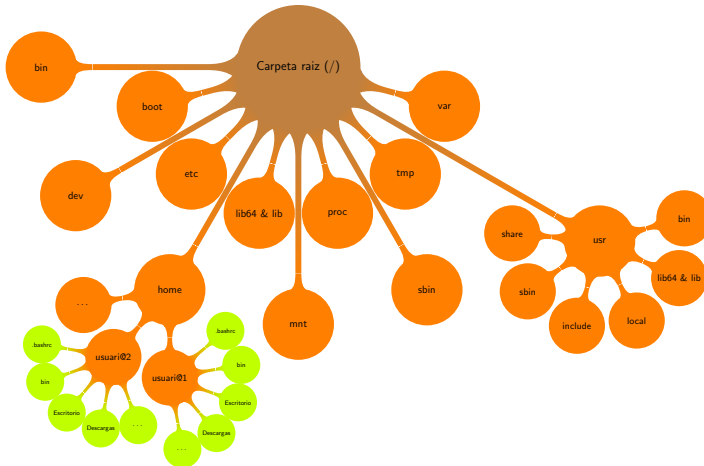 Carpeta raiz (/)
bin
boot
var
etc
tmp
dev
lib64 & lib
proc
share
bin
usr
home
sbin
lib64 & lib
sbin
. . .
mnt
include
local
.bashrc
.bashrc
usuari@2
bin
usuari@1
bin
Escritorio
Escritorio
Descargas
. . .
Descargas
. . .